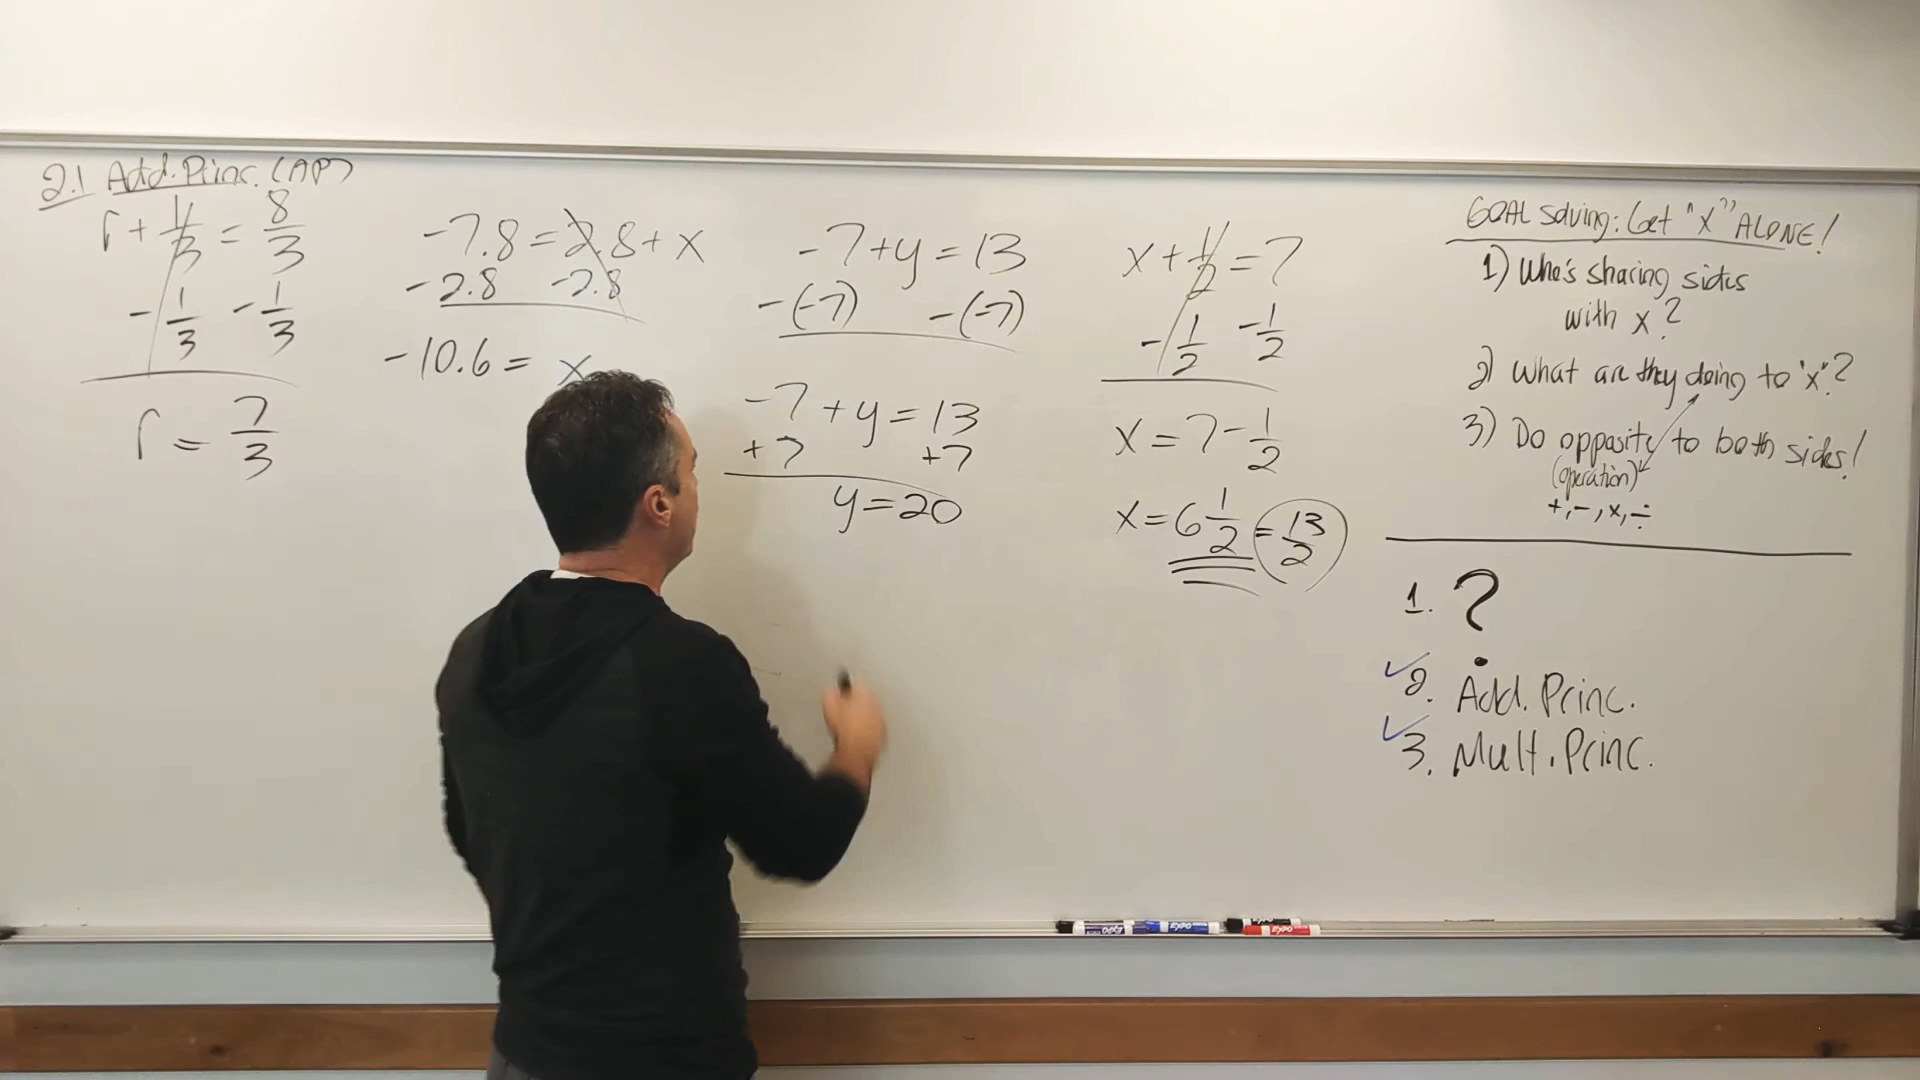 2.1 Add. Princ. (AP)
r + 1/3 = 8/3
- 1/3 - 1/3
r = 7/3
-7.8 = 2.8 + x
-2.8 -2.8
-10.6 = x
-7 + y = 13
-(-7) -(-7)
-7 + y = 13
+7 +7
y = 20
x + 1/2 = 7
- 1/2 - 1/2
x = 7 - 1/2
x = 6 1/2 = 13/2
GOAL solving: Get "x" ALONE!
1) Who's sharing sides
with x?
2) What are they doing to "x"?
3) Do opposite to both sides!
(operation)
+, -, x, ÷
1. ?
2. Add. Princ.
3. Mult. Princ.
EXPO
EXPO
EXPO